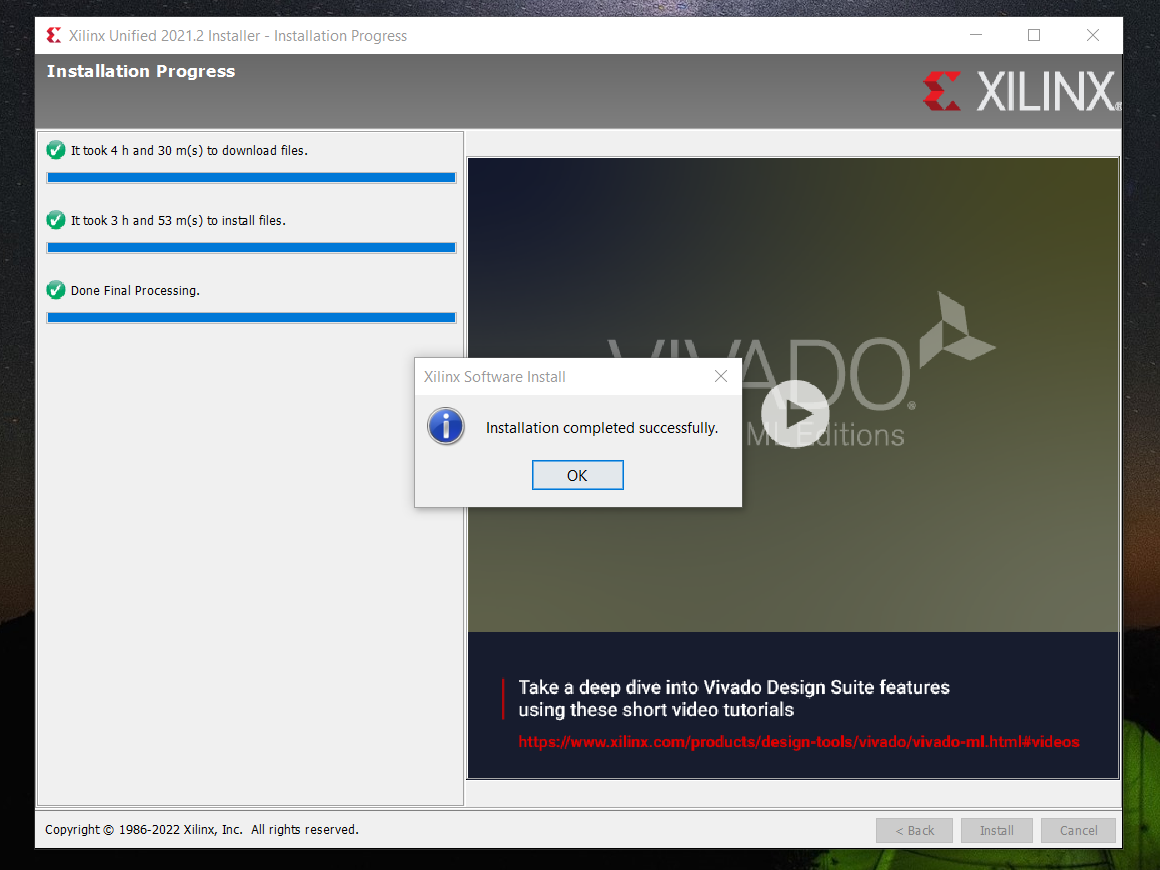 Xilinx Unified 2021.2 Installer - Installation Progress
Installation Progress
XILINX®
It took 4 h and 30 m(s) to download files.
It took 3 h and 53 m(s) to install files.
Done Final Processing.
VIVADO®
ML Editions
Xilinx Software Install
Installation completed successfully.
OK
Take a deep dive into Vivado Design Suite features
using these short video tutorials
https://www.xilinx.com/products/design-tools/vivado/vivado-ml.html#videos
Copyright © 1986-2022 Xilinx, Inc.  All rights reserved.
< Back
Install
Cancel